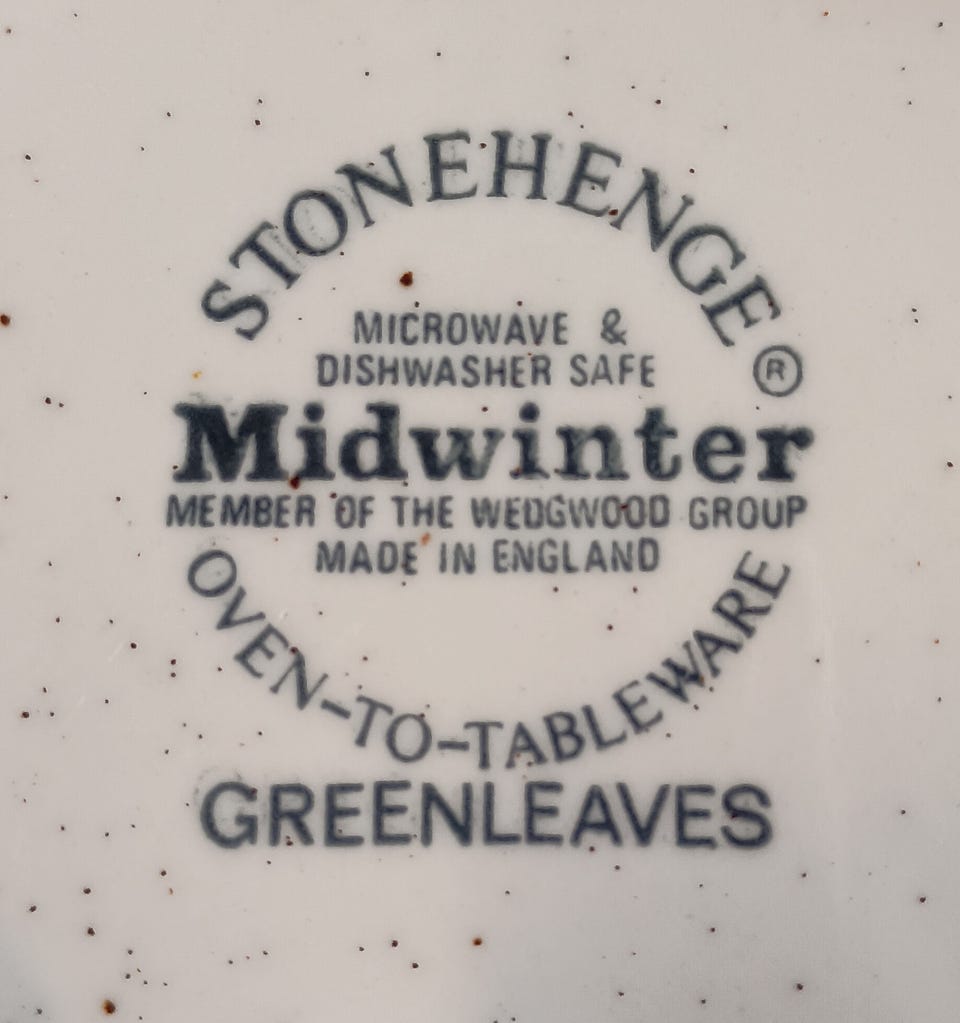 STONEHENGE ®
MICROWAVE &
DISHWASHER SAFE
Midwinter
MEMBER OF THE WEDGWOOD GROUP
MADE IN ENGLAND
OVEN-TO-TABLEWARE
GREENLEAVES